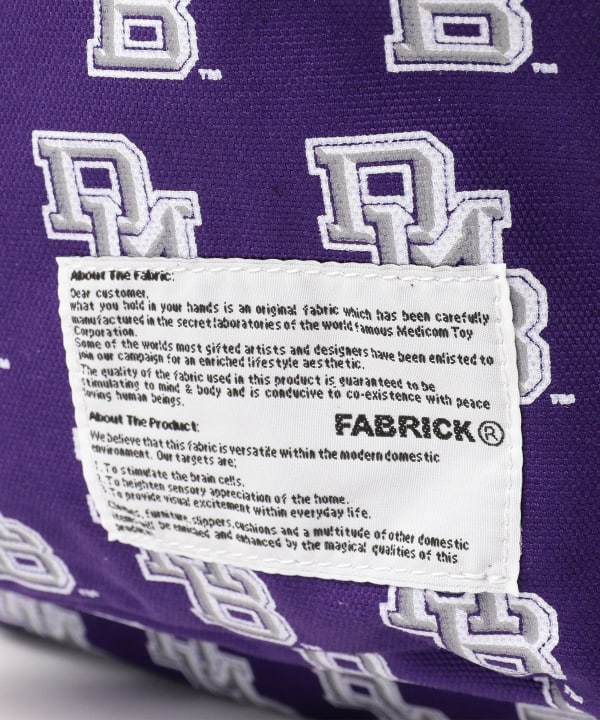 B
TM
B
TM
About The Fabric:
Dear customer,
what you hold in your hands is an original fabric which has been carefully
manufactured in the secret laboratories of the world famous Medicom Toy
Corporation.
Some of the worlds most gifted artists and designers have been enlisted to
join our campaign for an enriched lifestyle aesthetic.
The quality of the fabric used in this product is guaranteed to be
stimulating to mind & body and is conducive to co-existence with peace
loving human beings.
FABRICK®
About The Product:
We believe that this fabric is versatile within the modern domestic
environment. Our targets are;
1. To stimulate the brain cells.
2. To heighten sensory appreciation of the home.
3. To provide visual excitement within everyday life.
Clothes, furniture, slippers, cushions and a multitude of other domestic
items will be enriched and enhanced by the magical qualities of this
product.
TM